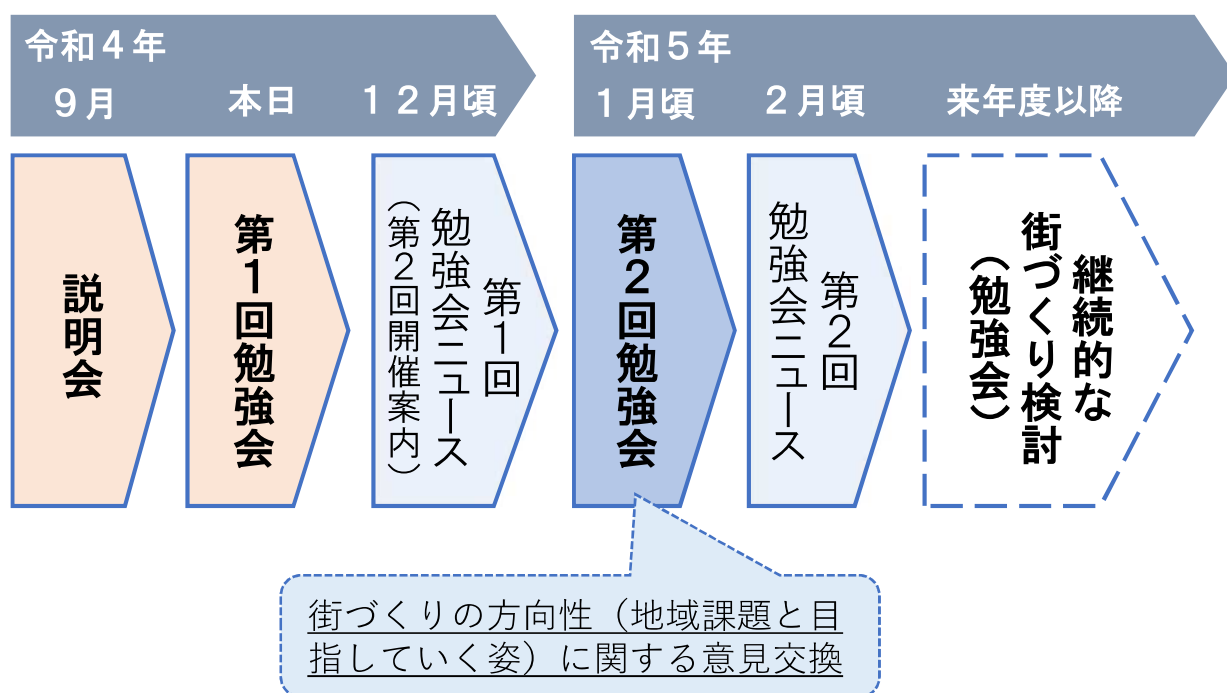 令和４年
９月
本日
１２月頃
令和５年
１月頃
２月頃
来年度以降
説明会
第１回勉強会
第１回
勉強会ニュース
（第２回開催案内）
第２回勉強会
第２回
勉強会ニュース
継続的な
街づくり検討
（勉強会）
街づくりの方向性（地域課題と目
指していく姿）に関する意見交換